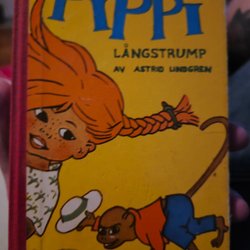 PIPPI
LÅNGSTRUMP
AV ASTRID LINDGREN